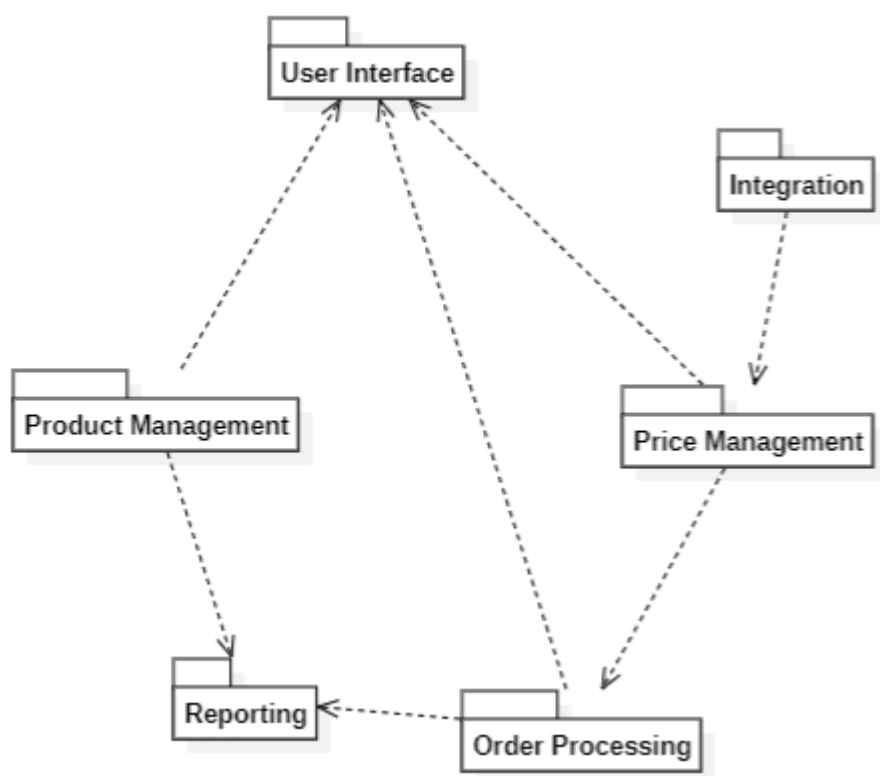 User Interface
Integration
Product Management
Price Management
Reporting
Order Processing